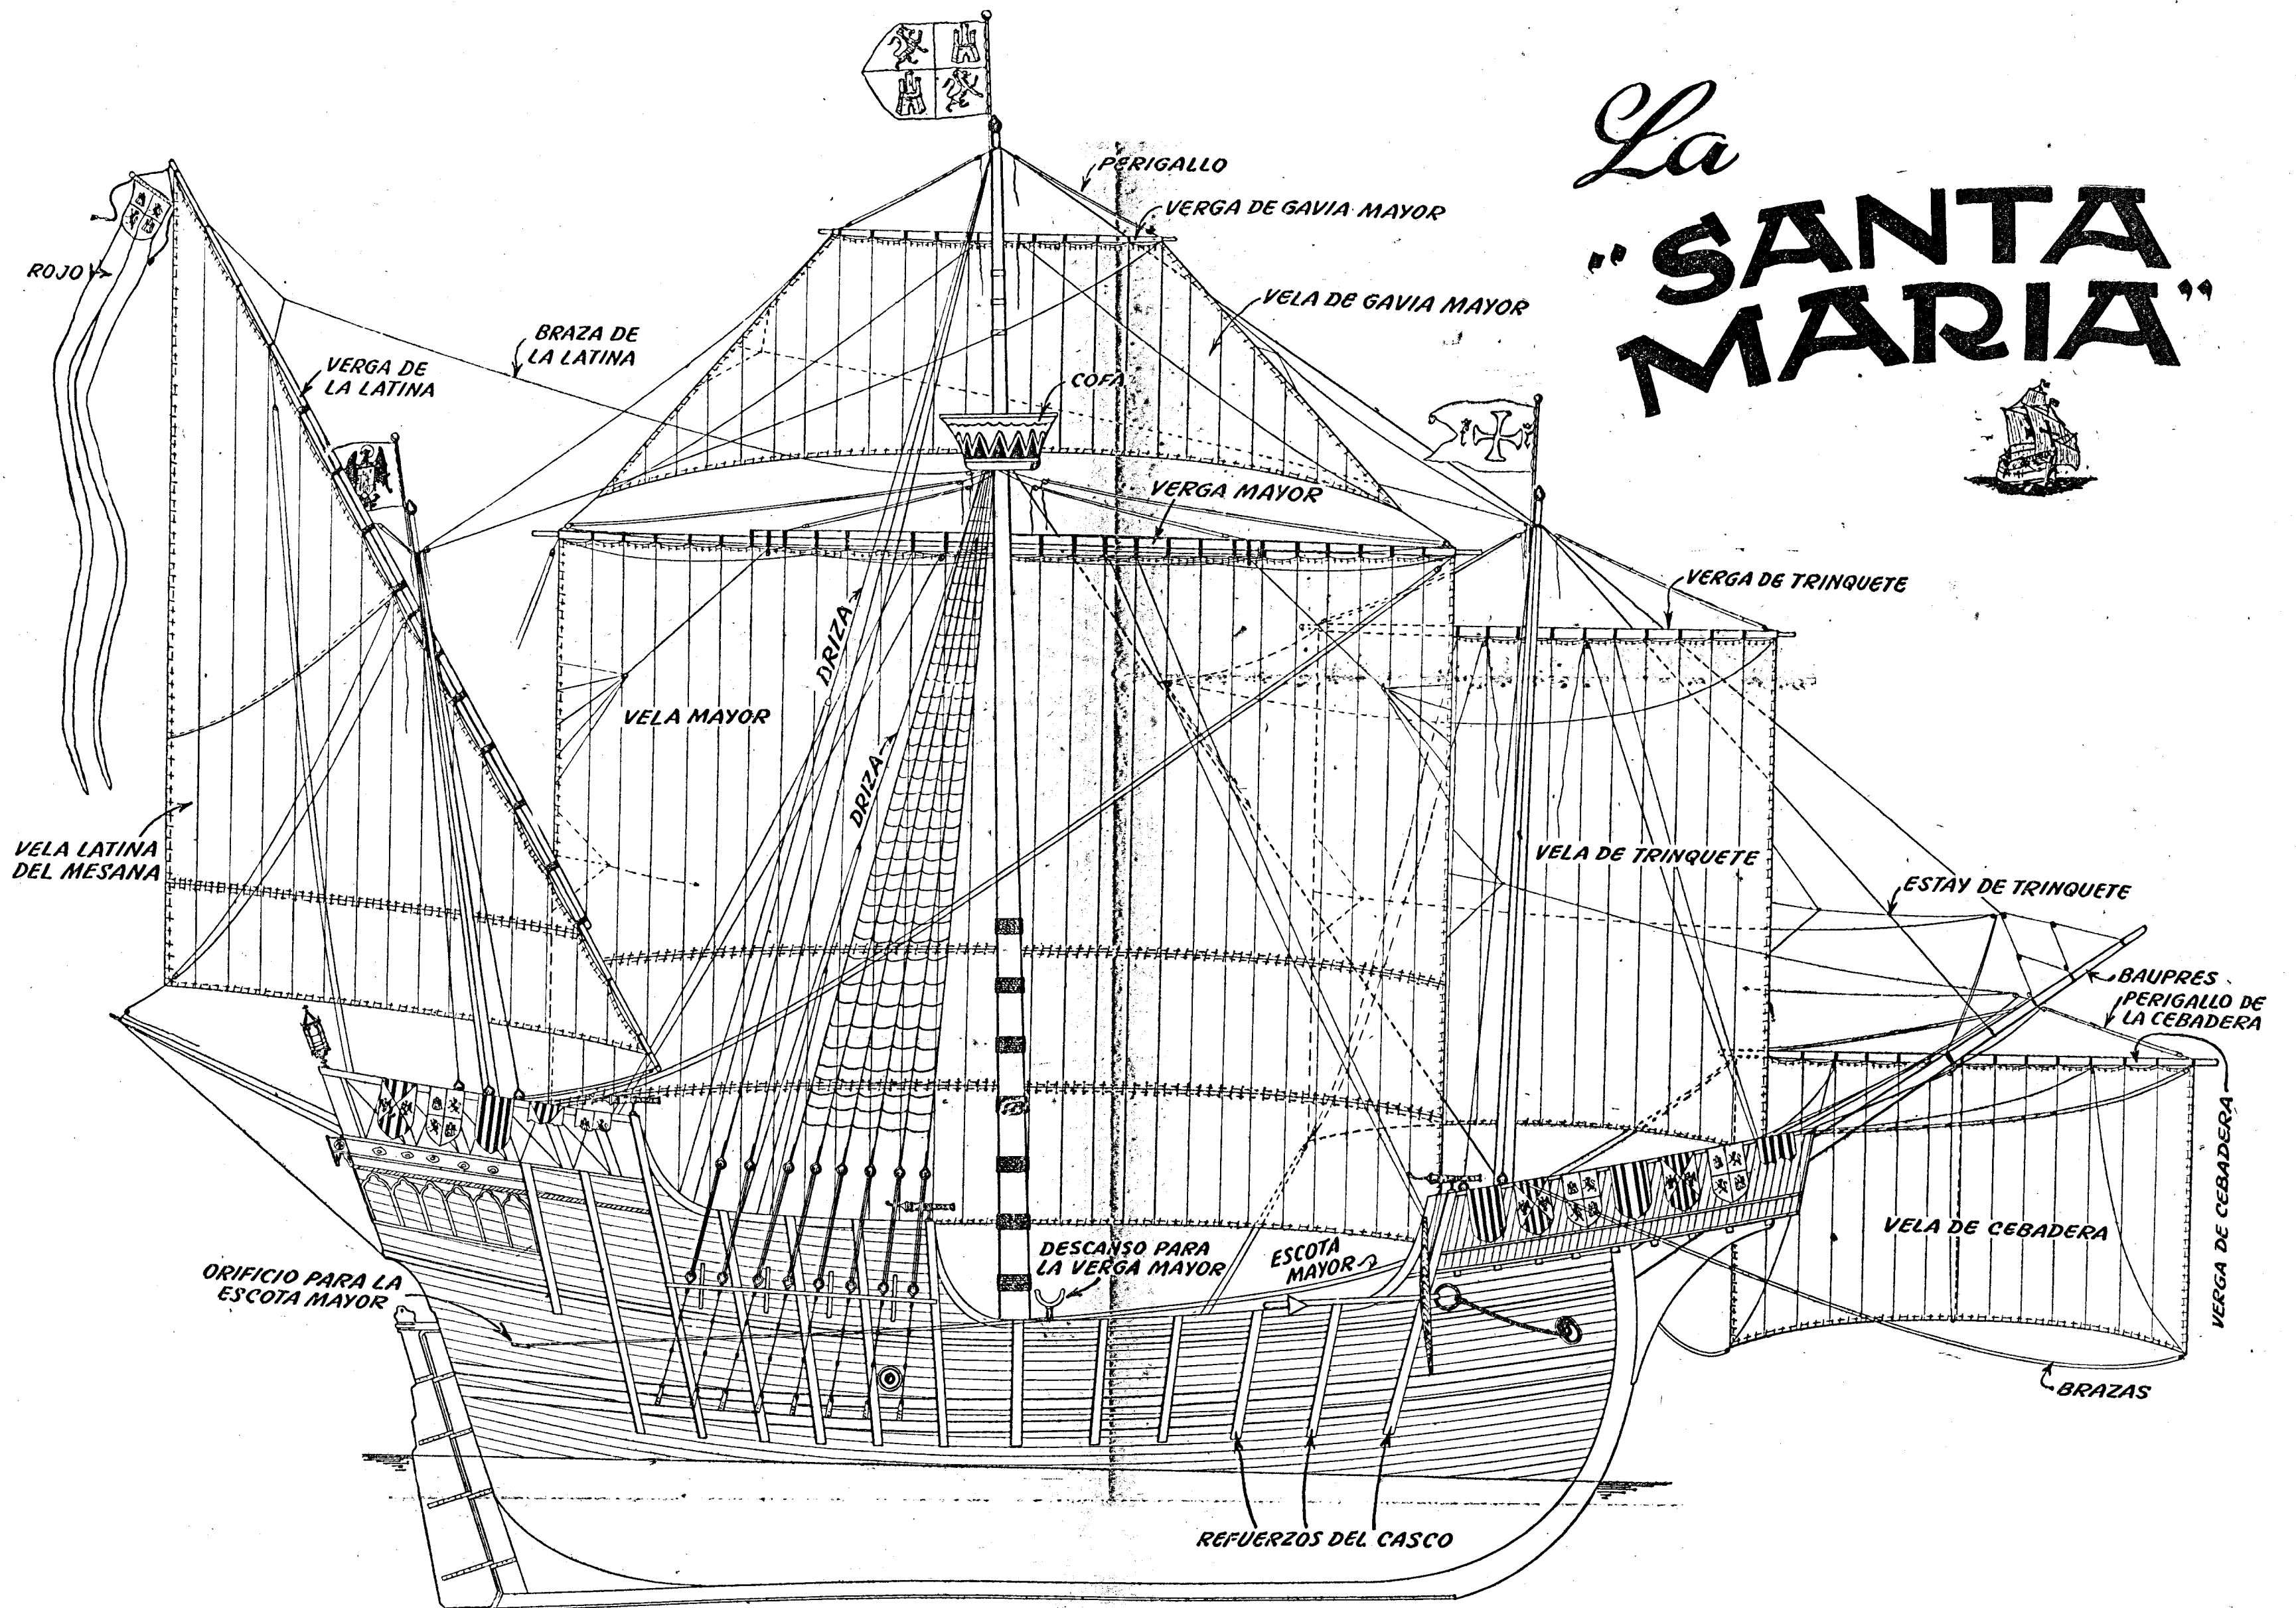 La
"SANTA
MARIA"
PERIGALLO
VERGA DE GAVIA MAYOR
ROJO
VELA DE GAVIA MAYOR
BRAZA DE
LA LATINA
VERGA DE
LA LATINA
COFA
VERGA MAYOR
VERGA DE TRINQUETE
DRIZA
VELA MAYOR
DRIZA
VELA LATINA
DEL MESANA
VELA DE TRINQUETE
ESTAY DE TRINQUETE
BAUPRES
PERIGALLO DE
LA CEBADERA
VERGA DE CEBADERA
VELA DE CEBADERA
DESCANSO PARA
LA VERGA MAYOR
ESCOTA
MAYOR
ORIFICIO PARA LA
ESCOTA MAYOR
BRAZAS
REFUERZOS DEL CASCO